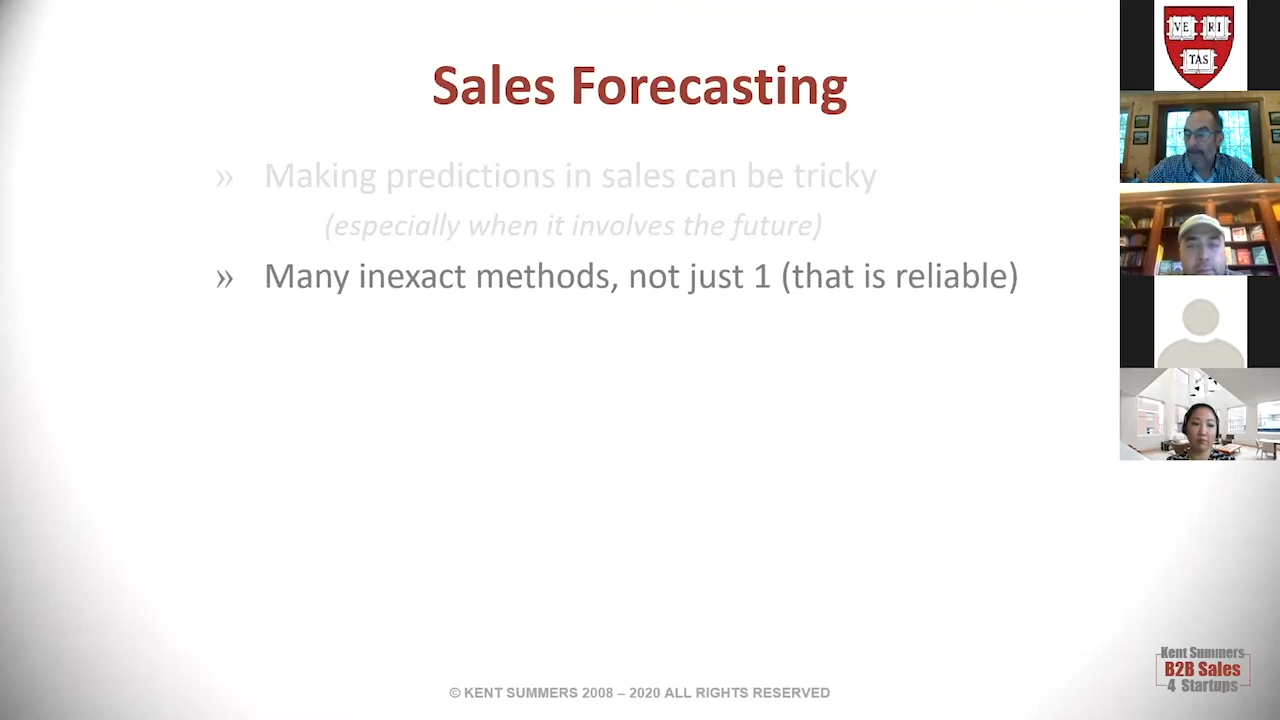 Sales Forecasting
» Making predictions in sales can be tricky
(especially when it involves the future)
» Many inexact methods, not just 1 (that is reliable)
© KENT SUMMERS 2008 – 2020 ALL RIGHTS RESERVED
VE RI
TAS
Kent Summers
B2B Sales
4 Startups